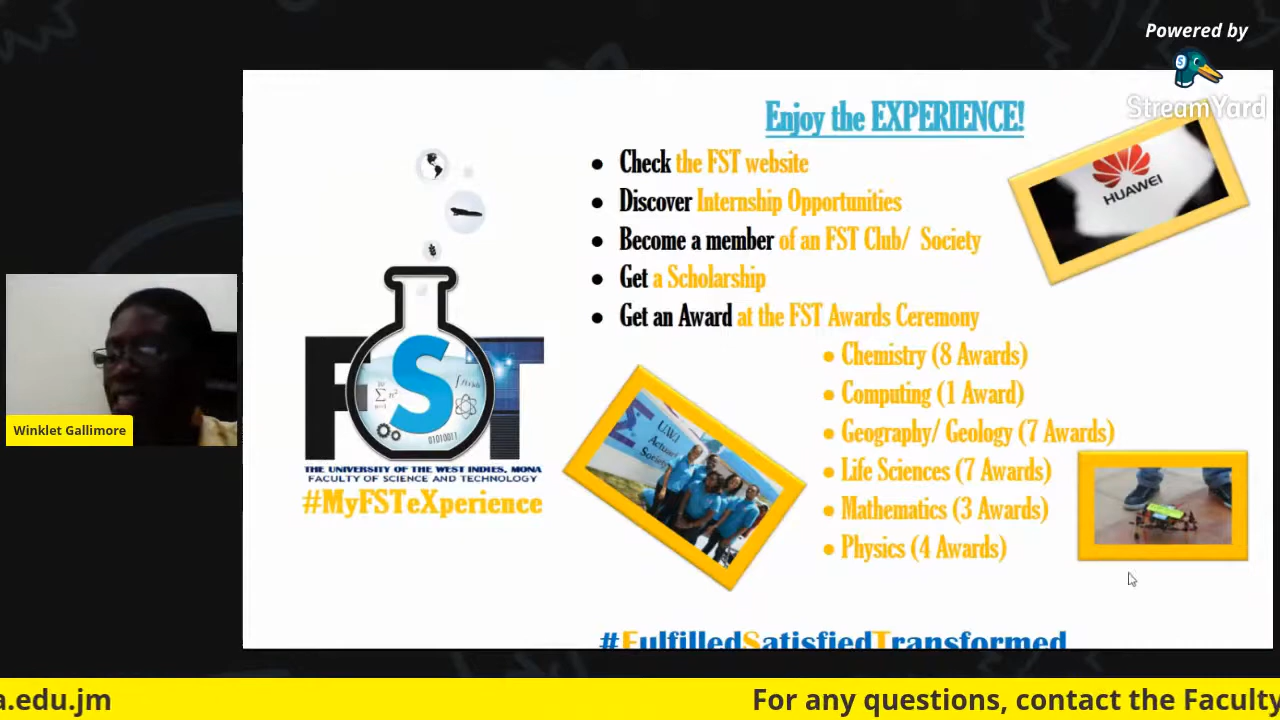 Powered by
StreamYard
Enjoy the EXPERIENCE!
HUAWEI
• Check the FST website
• Discover Internship Opportunities
• Become a member of an FST Club/ Society
• Get a Scholarship
• Get an Award at the FST Awards Ceremony
• Chemistry (8 Awards)
• Computing (1 Award)
• Geography/ Geology (7 Awards)
• Life Sciences (7 Awards)
• Mathematics (3 Awards)
• Physics (4 Awards)
FST
01010011
THE UNIVERSITY OF THE WEST INDIES, MONA
FACULTY OF SCIENCE AND TECHNOLOGY
#MyFSTeXperience
UWI
Winklet Gallimore
#FulfilledSatisfiedTransformed
a.edu.jm
For any questions, contact the Faculty